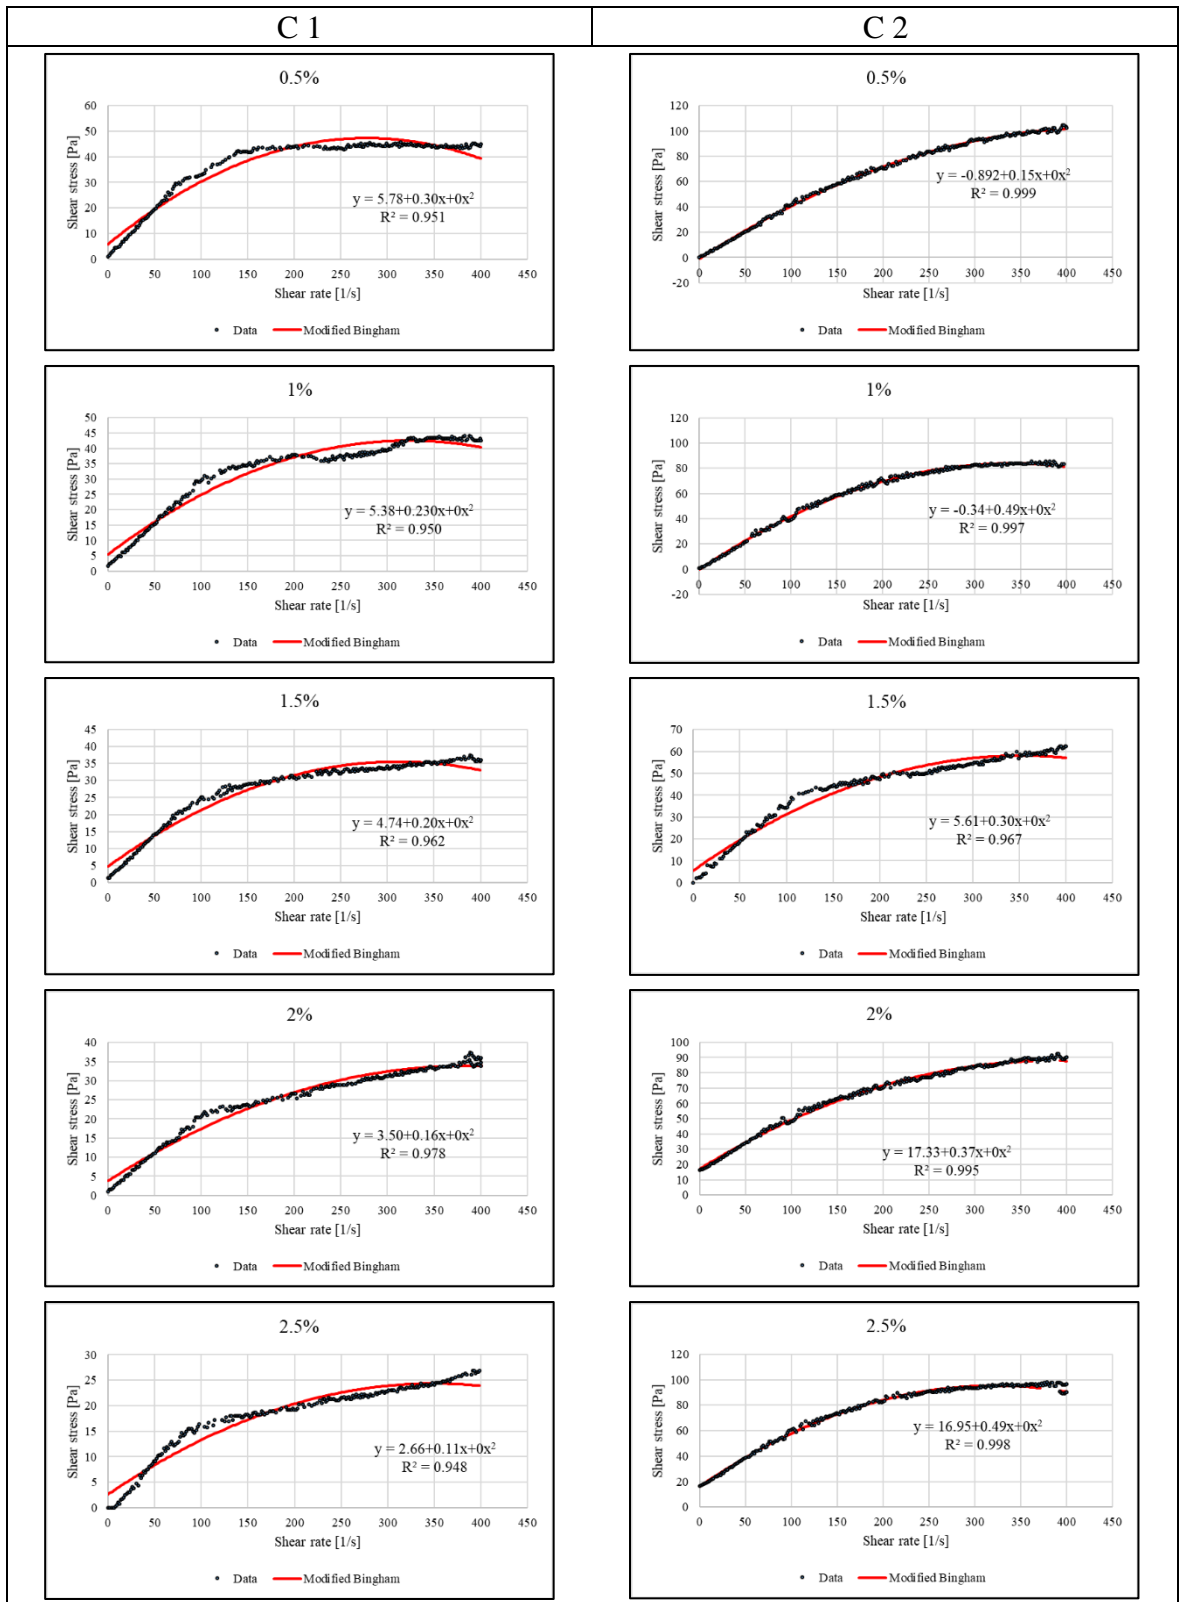 C 1
C 2
0.5%
Shear stress [Pa]
60
50
40
30
20
10
0
y = 5.78+0.30x+0x²
R² = 0.951
0 50 100 150 200 250 300 350 400 450
Shear rate [1/s]
Data Modified Bingham
0.5%
Shear stress [Pa]
120
100
80
60
40
20
0
-20
y = -0.892+0.15x+0x²
R² = 0.999
0 50 100 150 200 250 300 350 400 450
Shear rate [1/s]
Data Modified Bingham
1%
Shear stress [Pa]
50
45
40
35
30
25
20
15
10
5
0
y = 5.38+0.230x+0x²
R² = 0.950
0 50 100 150 200 250 300 350 400 450
Shear rate [1/s]
Data Modified Bingham
1%
Shear stress [Pa]
120
100
80
60
40
20
0
-20
y = -0.34+0.49x+0x²
R² = 0.997
0 50 100 150 200 250 300 350 400 450
Shear rate [1/s]
Data Modified Bingham
1.5%
Shear stress [Pa]
45
40
35
30
25
20
15
10
5
0
y = 4.74+0.20x+0x²
R² = 0.962
0 50 100 150 200 250 300 350 400 450
Shear rate [1/s]
Data Modified Bingham
1.5%
Shear stress [Pa]
70
60
50
40
30
20
10
0
y = 5.61+0.30x+0x²
R² = 0.967
0 50 100 150 200 250 300 350 400 450
Shear rate [1/s]
Data Modified Bingham
2%
Shear stress [Pa]
40
35
30
25
20
15
10
5
0
y = 3.50+0.16x+0x²
R² = 0.978
0 50 100 150 200 250 300 350 400 450
Shear rate [1/s]
Data Modified Bingham
2%
Shear stress [Pa]
100
90
80
70
60
50
40
30
20
10
0
y = 17.33+0.37x+0x²
R² = 0.995
0 50 100 150 200 250 300 350 400 450
Shear rate [1/s]
Data Modified Bingham
2.5%
Shear stress [Pa]
30
25
20
15
10
5
0
y = 2.66+0.11x+0x²
R² = 0.948
0 50 100 150 200 250 300 350 400 450
Shear rate [1/s]
Data Modified Bingham
2.5%
Shear stress [Pa]
120
100
80
60
40
20
0
y = 16.95+0.49x+0x²
R² = 0.998
0 50 100 150 200 250 300 350 400 450
Shear rate [1/s]
Data Modified Bingham